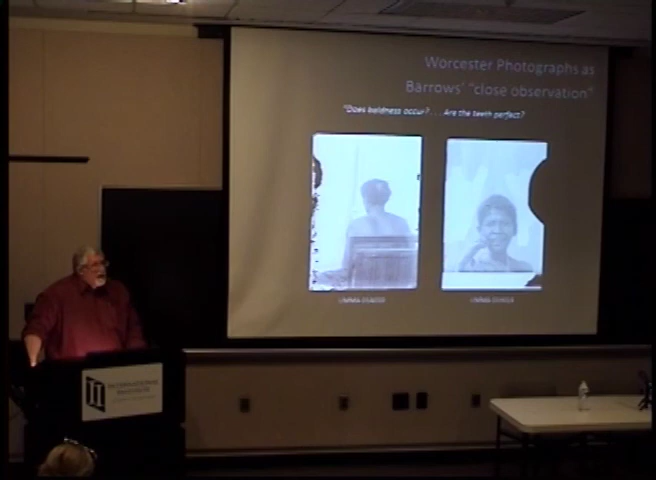 Worcester Photographs as
Barrows' "close observation"
"Does baldness occur? . . . Are the teeth perfect?